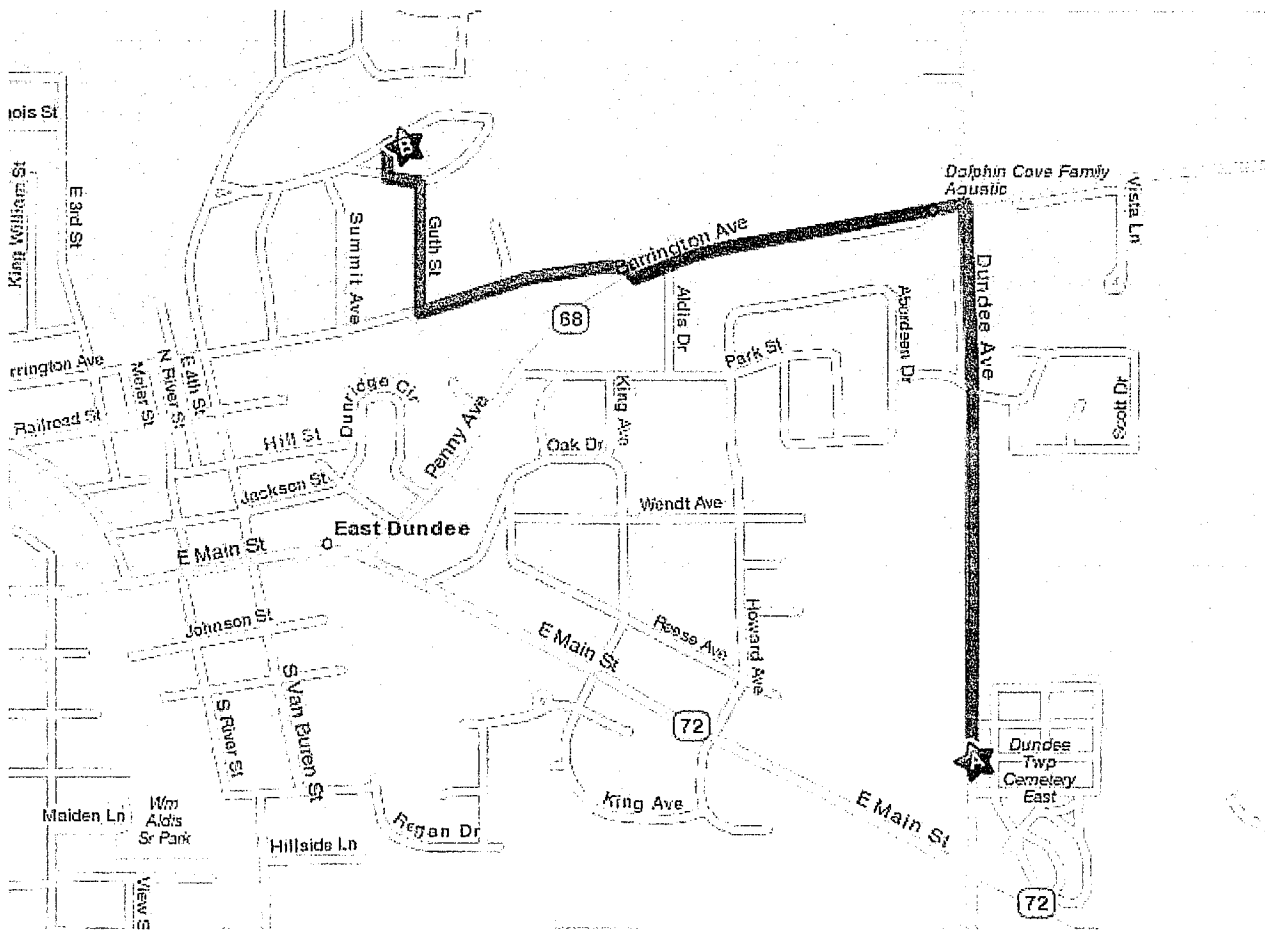 nois St
King William St
E 3rd St
B
Summit Ave
Guth St
Barrington Ave
Dolphin Cove Family
Aquatic
Vista Ln
68
Aldis Dr
Aberdeen Dr
Dundee Ave
rrington Ave
Meier St
N River St
E 4th St
Park St
Railroad St
Dunridge Cir
Penny Ave
King Ave
Scott Dr
Hill St
Oak Dr
Jackson St
Wendt Ave
East Dundee
E Main St
Johnson St
E Main St
Reese Ave
Howard Ave
S River St
S Van Buren St
72
A
Dundee
Twp
Cemetery
East
Maiden Ln
Wm
Aldis
Sr Park
Regan Dr
King Ave
E Main St
Hillside Ln
View S
72